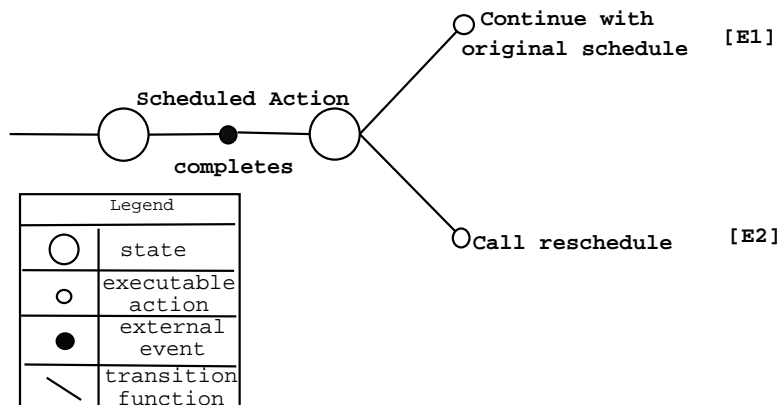 Continue with
original schedule [E1]
Scheduled Action
completes
Call reschedule [E2]
Legend
state
executable
action
external
event
transition
function